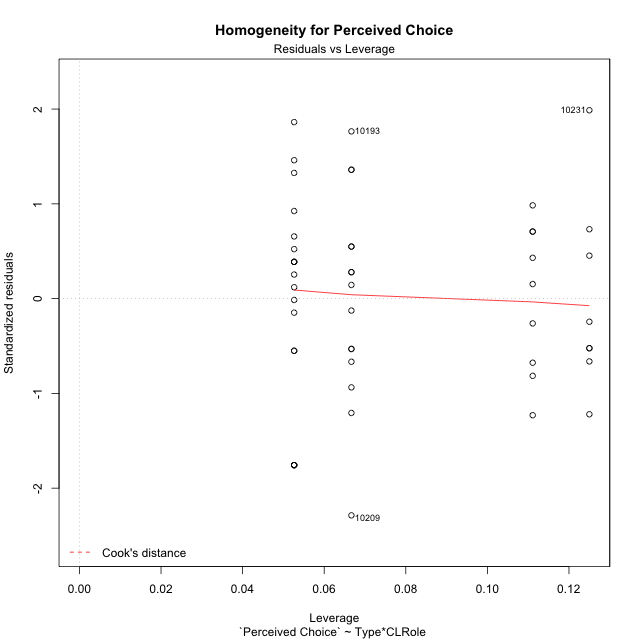 Homogeneity for Perceived Choice
Residuals vs Leverage
Standardized residuals
2
1
0
-1
-2
10231
10193
10209
Cook's distance
0.00 0.02 0.04 0.06 0.08 0.10 0.12
Leverage
`Perceived Choice` ~ Type*CLRole